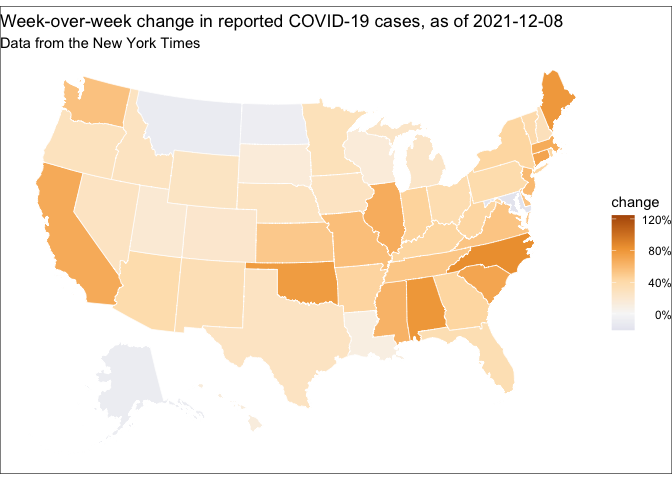 Week-over-week change in reported COVID-19 cases, as of 2021-12-08
Data from the New York Times
change
120%
80%
40%
0%